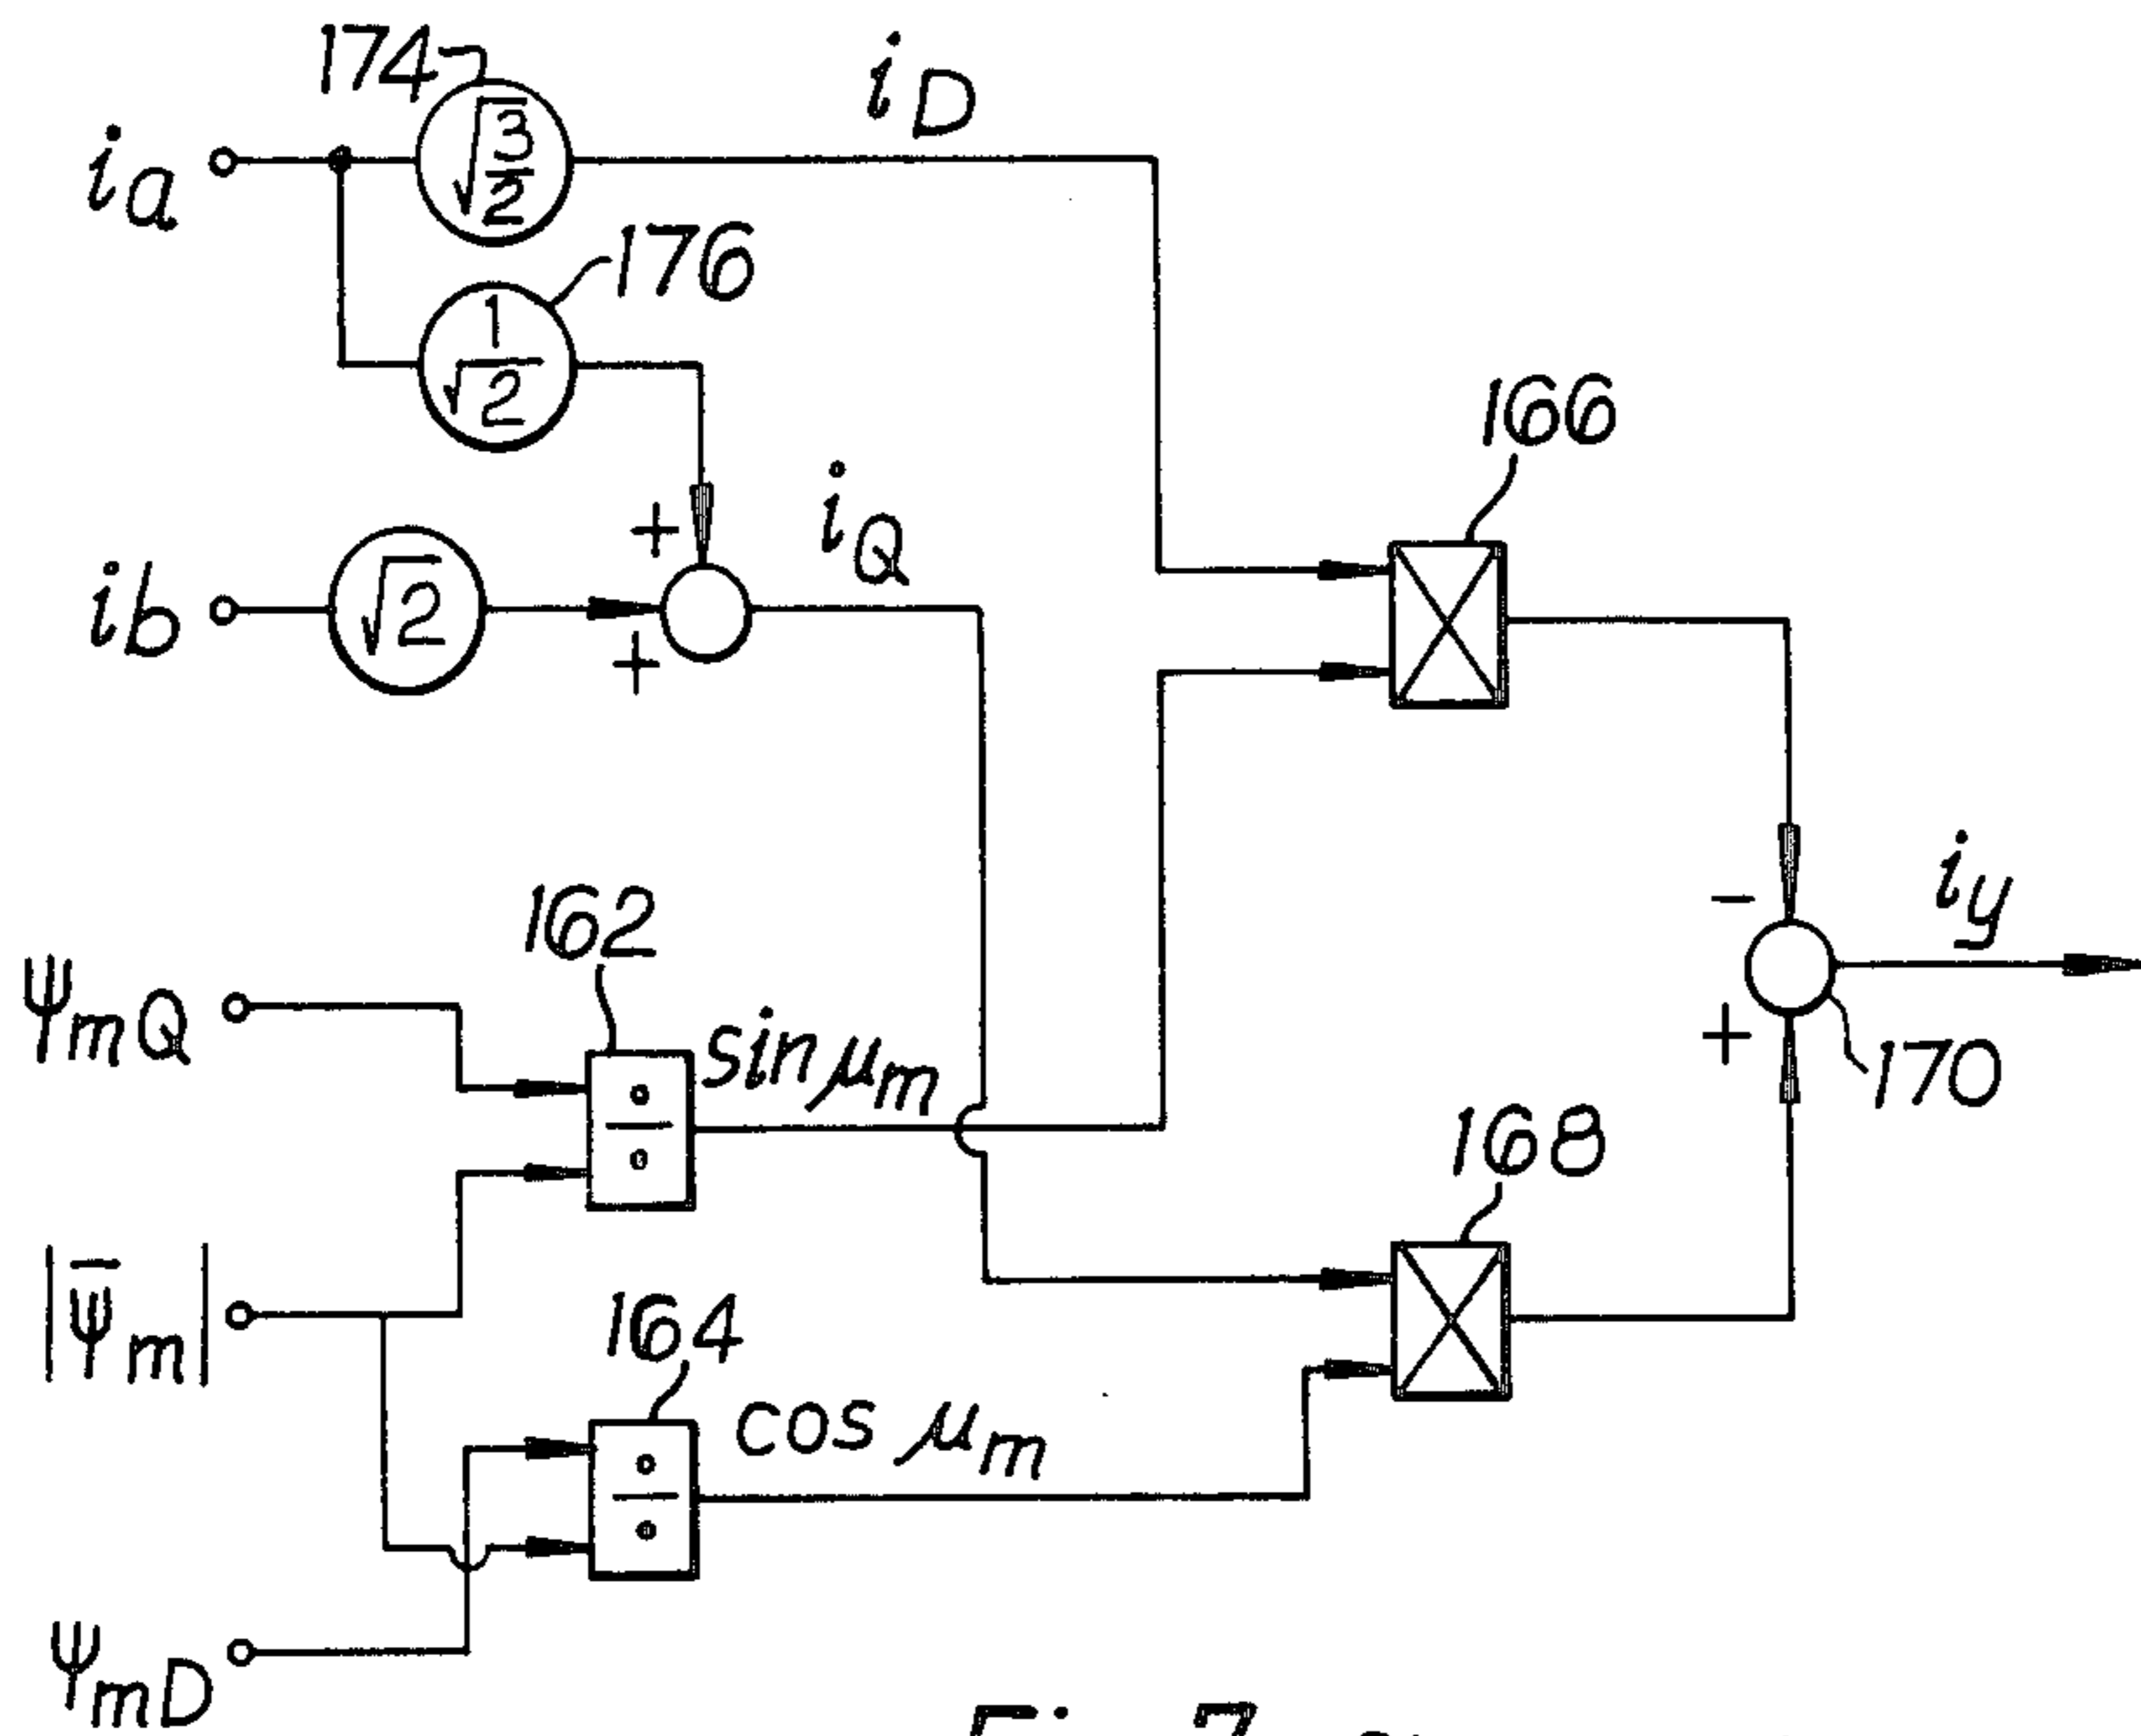 174
i_D
i_a
√3/2
176
1/√2
166
i_Q
+
i_b
√2
+
162
i_y
-
ψ_mQ
sin μ_m
+
170
÷
168
|ψ̄_m|
164
cos μ_m
÷
ψ_mD